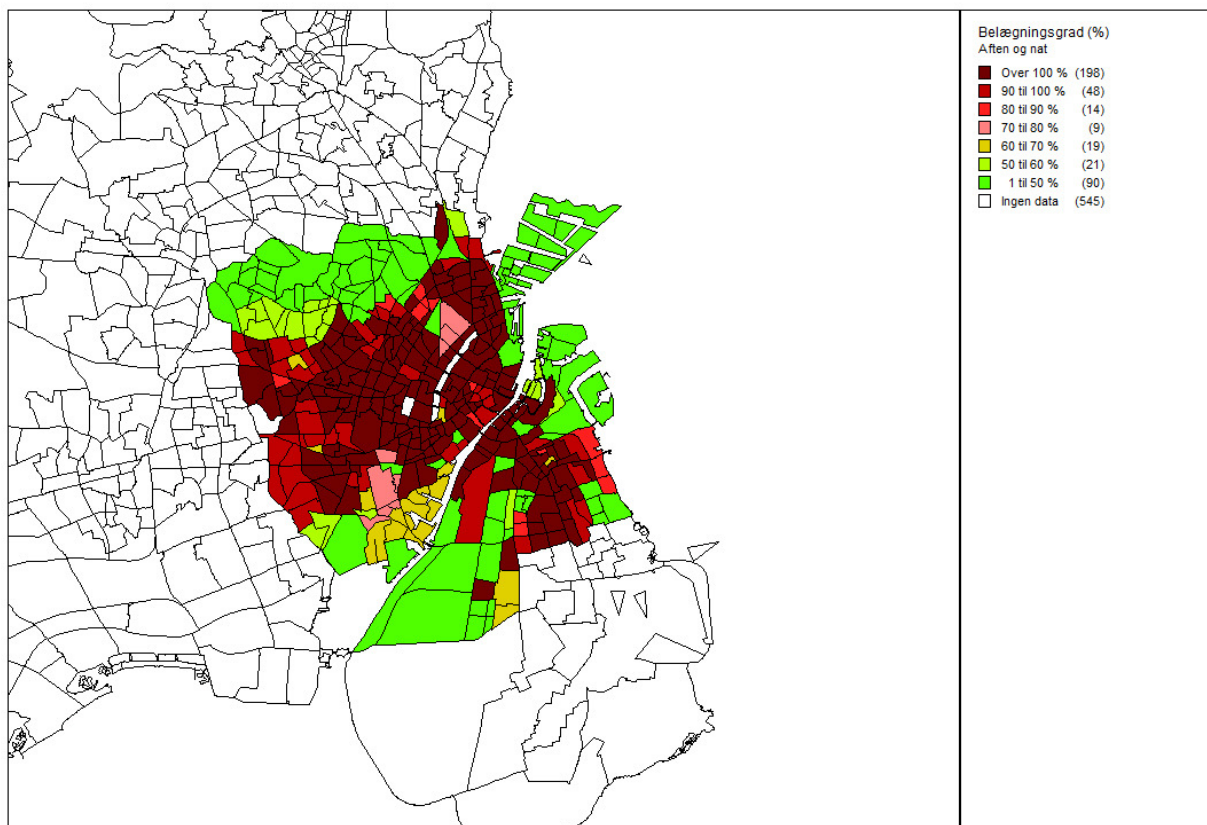 Belægningsgrad (%)
Aften og nat
Over 100 % (198)
90 til 100 % (48)
80 til 90 % (14)
70 til 80 % (9)
60 til 70 % (19)
50 til 60 % (21)
1 til 50 % (90)
Ingen data (545)